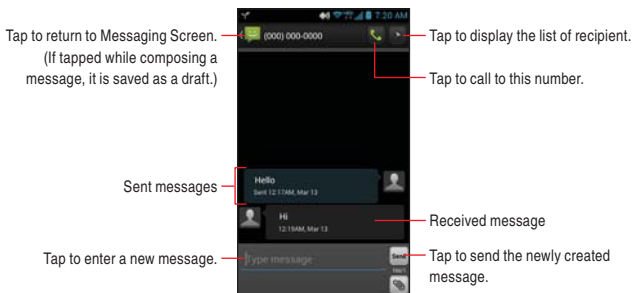 7:20 AM
Tap to return to Messaging Screen.
(If tapped while composing a
message, it is saved as a draft.)
(000) 000-0000
Tap to display the list of recipient.
Tap to call to this number.
Sent messages
Hello
Sent 12:17AM, Mar 13
Hi
12:19AM, Mar 13
Received message
Tap to enter a new message.
Type message
Send
160/1
Tap to send the newly created
message.